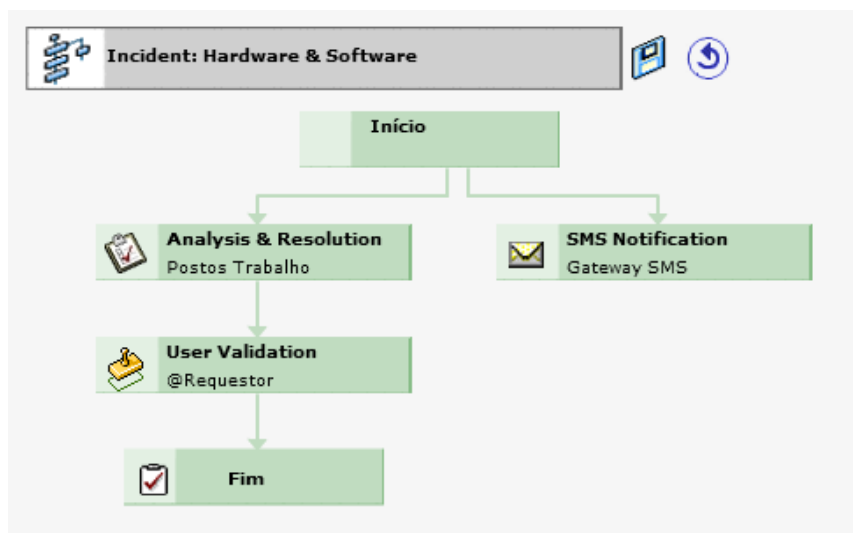 Incident: Hardware & Software
Início
Analysis & Resolution
Postos Trabalho
SMS Notification
Gateway SMS
User Validation
@Requestor
Fim